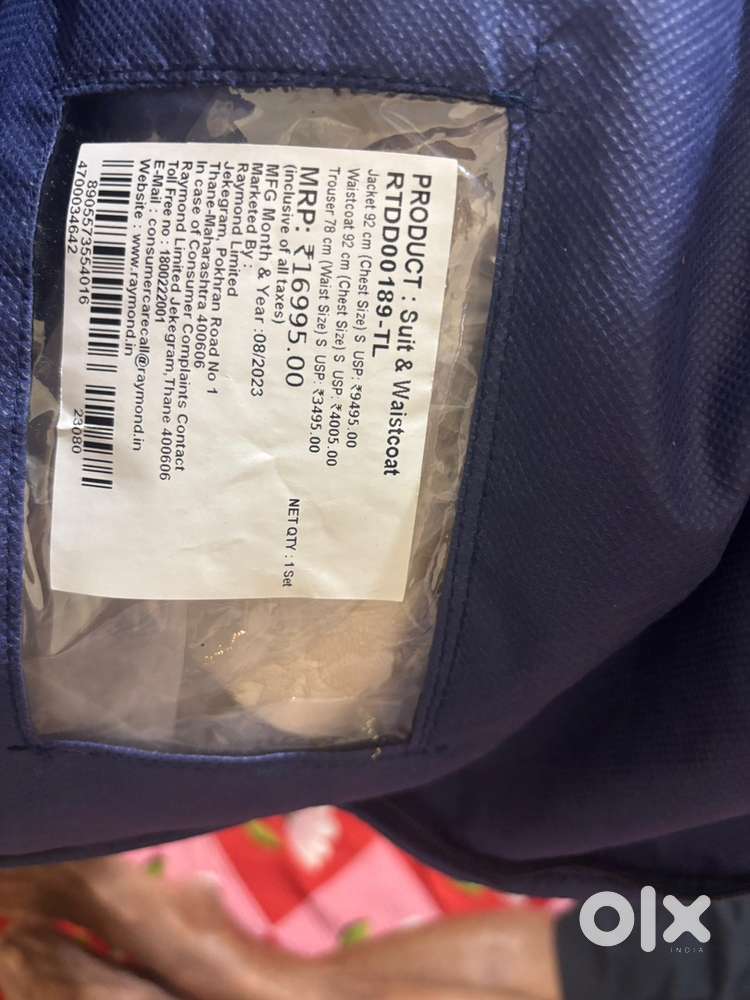 PRODUCT : Suit & Waistcoat
RTDD00189-TL
Jacket 92 cm (Chest Size) S USP: ₹9495.00
Waistcoat 92 cm (Chest Size) S USP: ₹4005.00
Trouser 78 cm (Waist Size) S USP: ₹3495.00
NET QTY : 1 Set
MRP: ₹16995.00
(inclusive of all taxes)
MFG Month & Year :08/2023
Marketed By :
Raymond Limited
Jekegram, Pokhran Road No 1
Thane-Maharashtra 400606
In case of Consumer Complaints Contact
Raymond Limited Jekegram,Thane 400606
Toll Free no : 1800222001
E-Mail : consumercarecall@raymond.in
Website : www.raymond.in
8905573554016
23080
4700034642
olx
INDIA